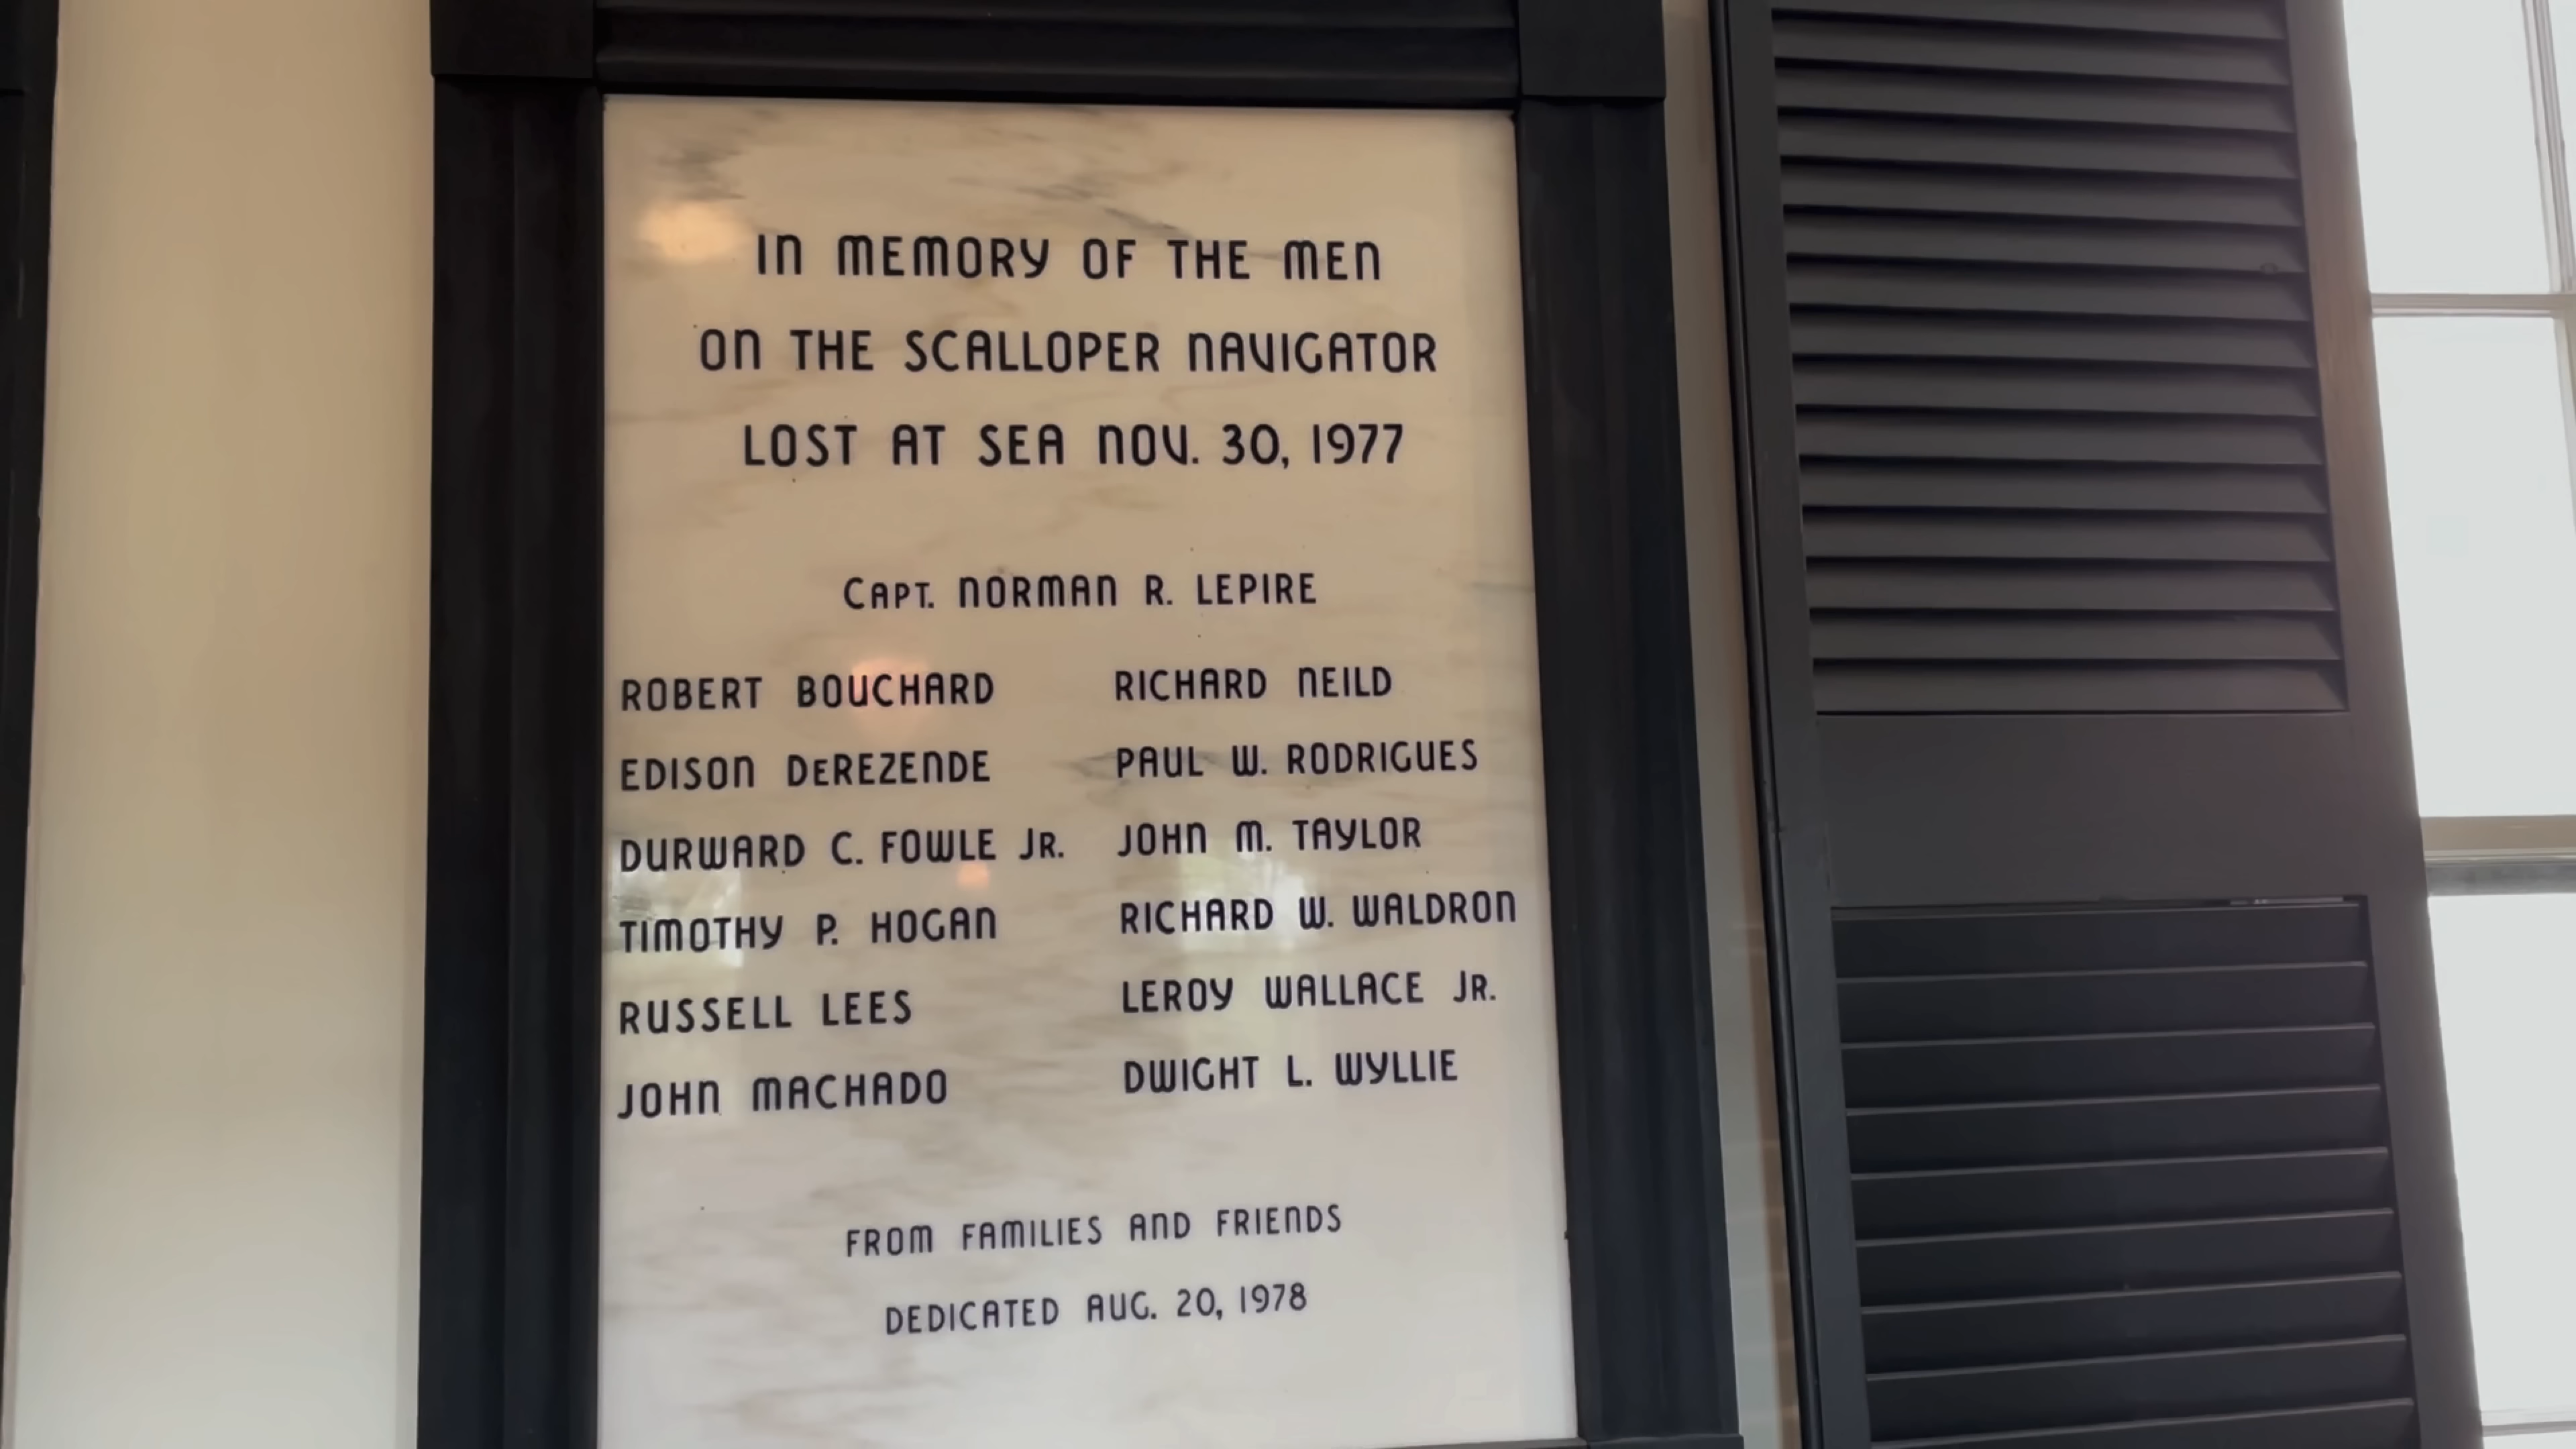 IN MEMORY OF THE MEN
ON THE SCALLOPER NAVIGATOR
LOST AT SEA NOV. 30, 1977
CAPT. NORMAN R. LEPIRE
ROBERT BOUCHARD RICHARD NEILD
EDISON DEREZENDE PAUL W. RODRIGUES
DURWARD C. FOWLE JR. JOHN M. TAYLOR
TIMOTHY P. HOGAN RICHARD W. WALDRON
RUSSELL LEES LEROY WALLACE JR.
JOHN MACHADO DWIGHT L. WYLLIE
FROM FAMILIES AND FRIENDS
DEDICATED AUG. 20, 1978